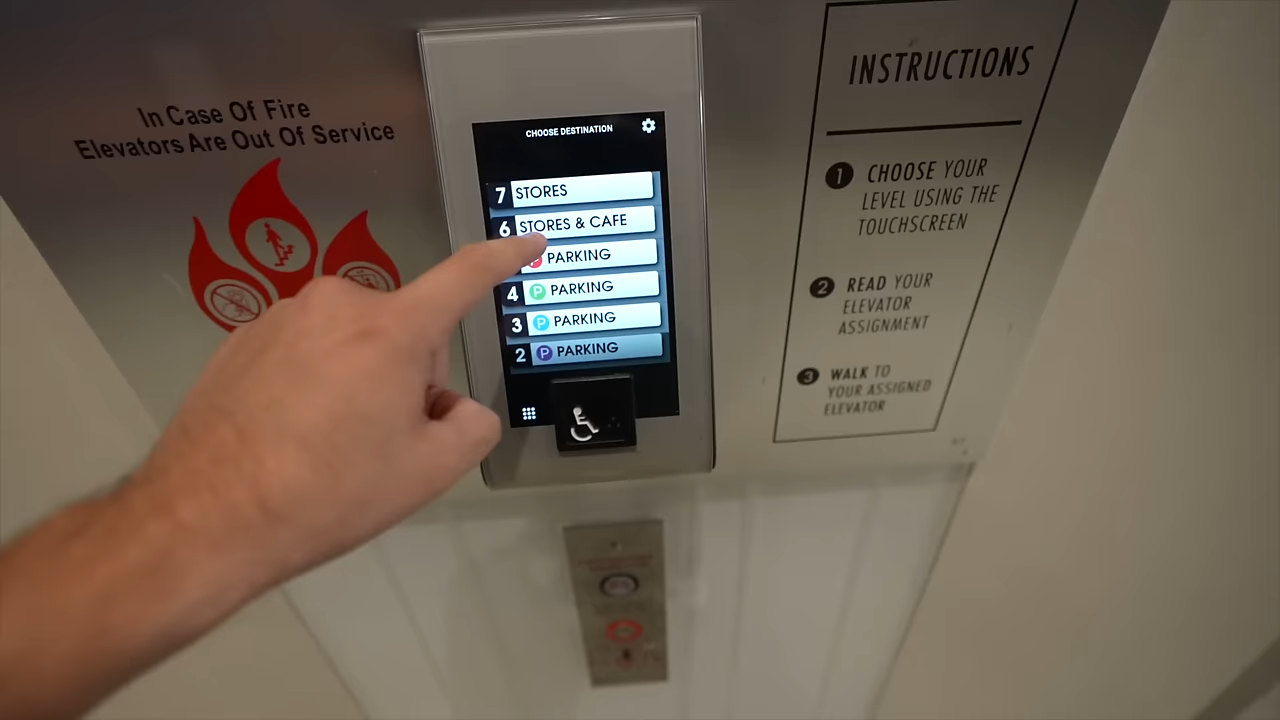 In Case Of Fire
Elevators Are Out Of Service
CHOOSE DESTINATION
7 STORES
6 STORES & CAFE
P PARKING
4 P PARKING
3 P PARKING
2 P PARKING
INSTRUCTIONS
1 CHOOSE YOUR
LEVEL USING THE
TOUCHSCREEN
2 READ YOUR
ELEVATOR
ASSIGNMENT
3 WALK TO
YOUR ASSIGNED
ELEVATOR